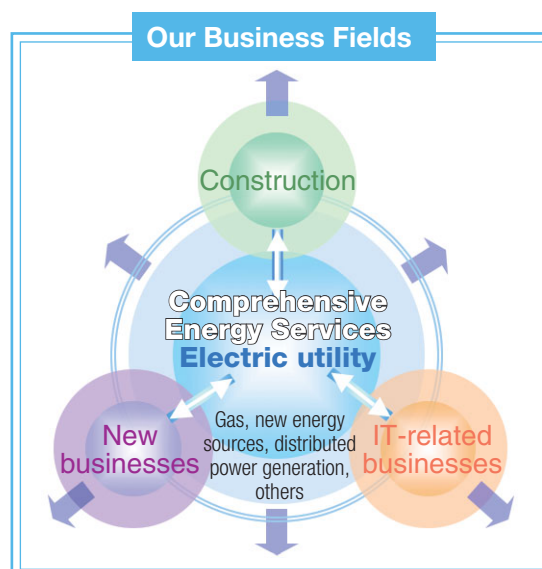 Our Business Fields
Construction
Comprehensive
Energy Services
Electric utility
Gas, new energy
sources, distributed
power generation,
others
New
businesses
IT-related
businesses